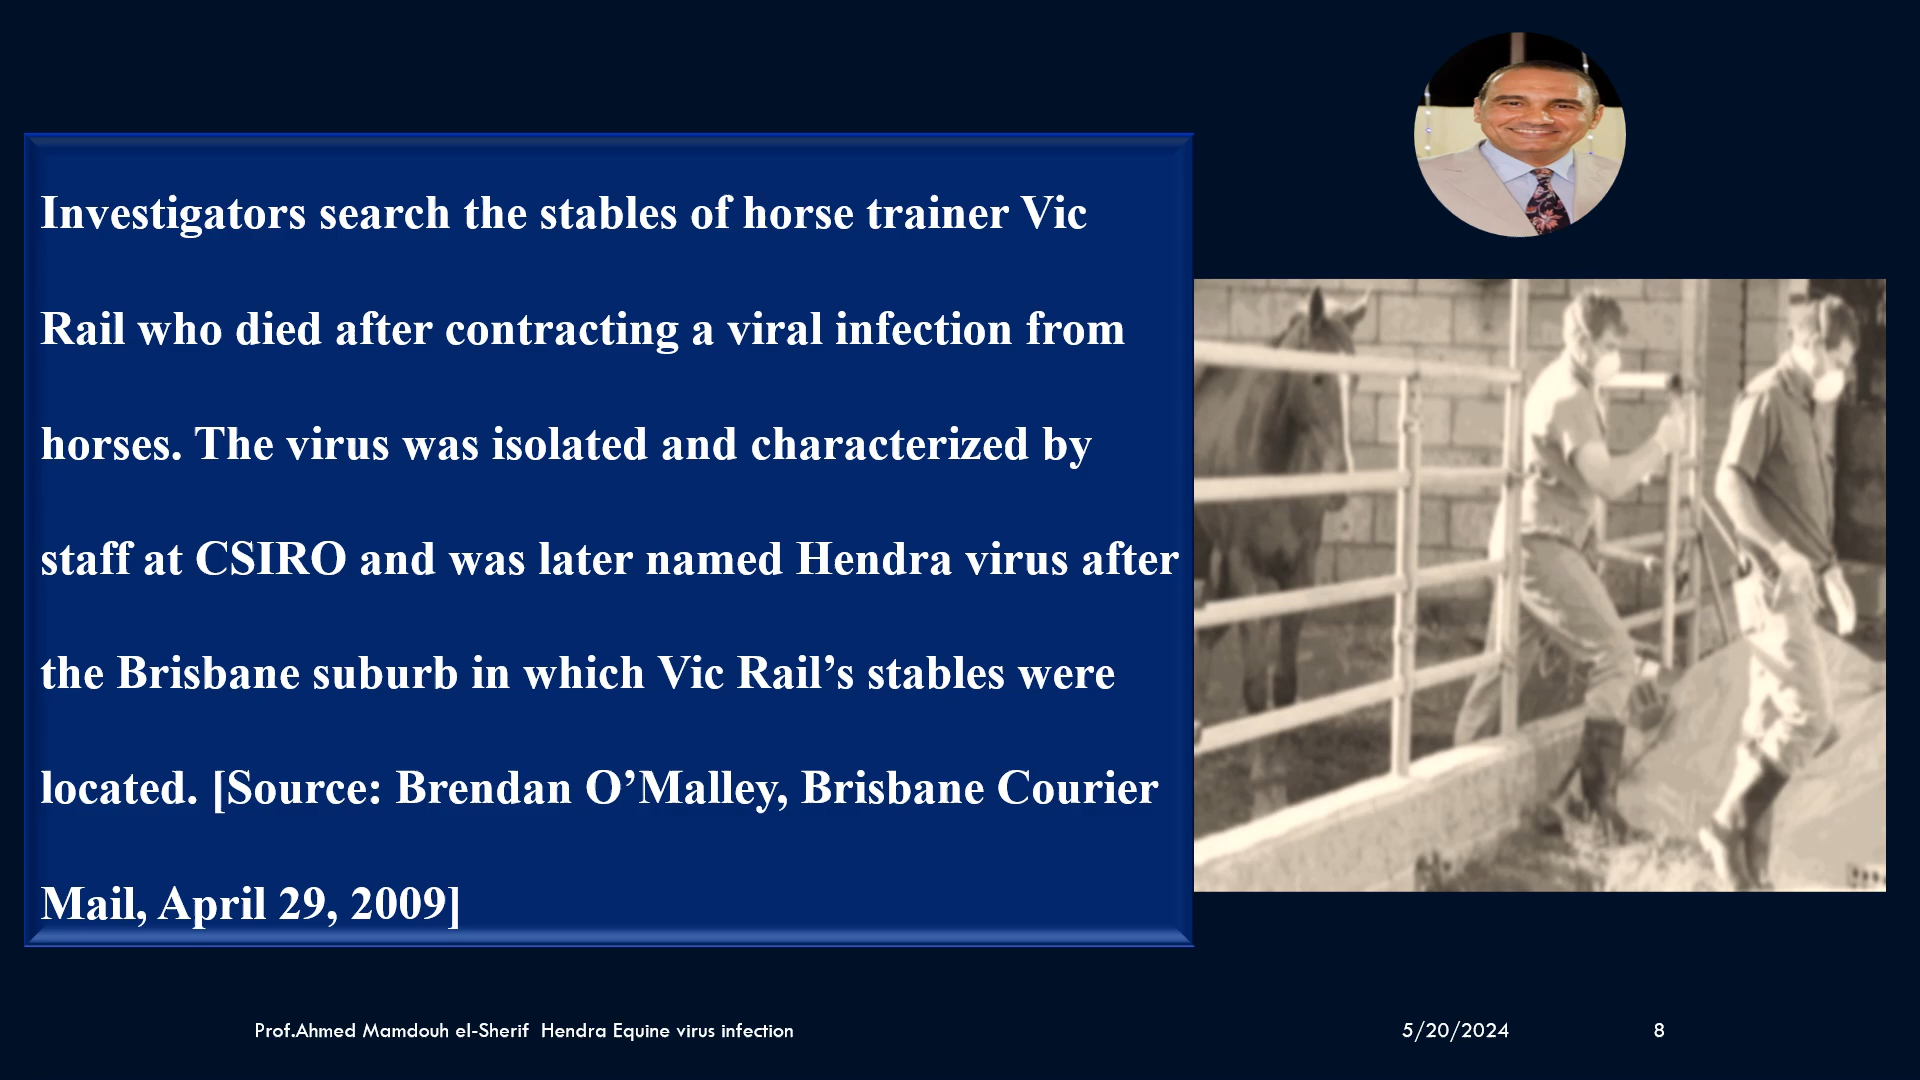 Investigators search the stables of horse trainer Vic
Rail who died after contracting a viral infection from
horses. The virus was isolated and characterized by
staff at CSIRO and was later named Hendra virus after
the Brisbane suburb in which Vic Rail’s stables were
located. [Source: Brendan O’Malley, Brisbane Courier
Mail, April 29, 2009]
Prof.Ahmed Mamdouh el-Sherif  Hendra Equine virus infection
5/20/2024
8